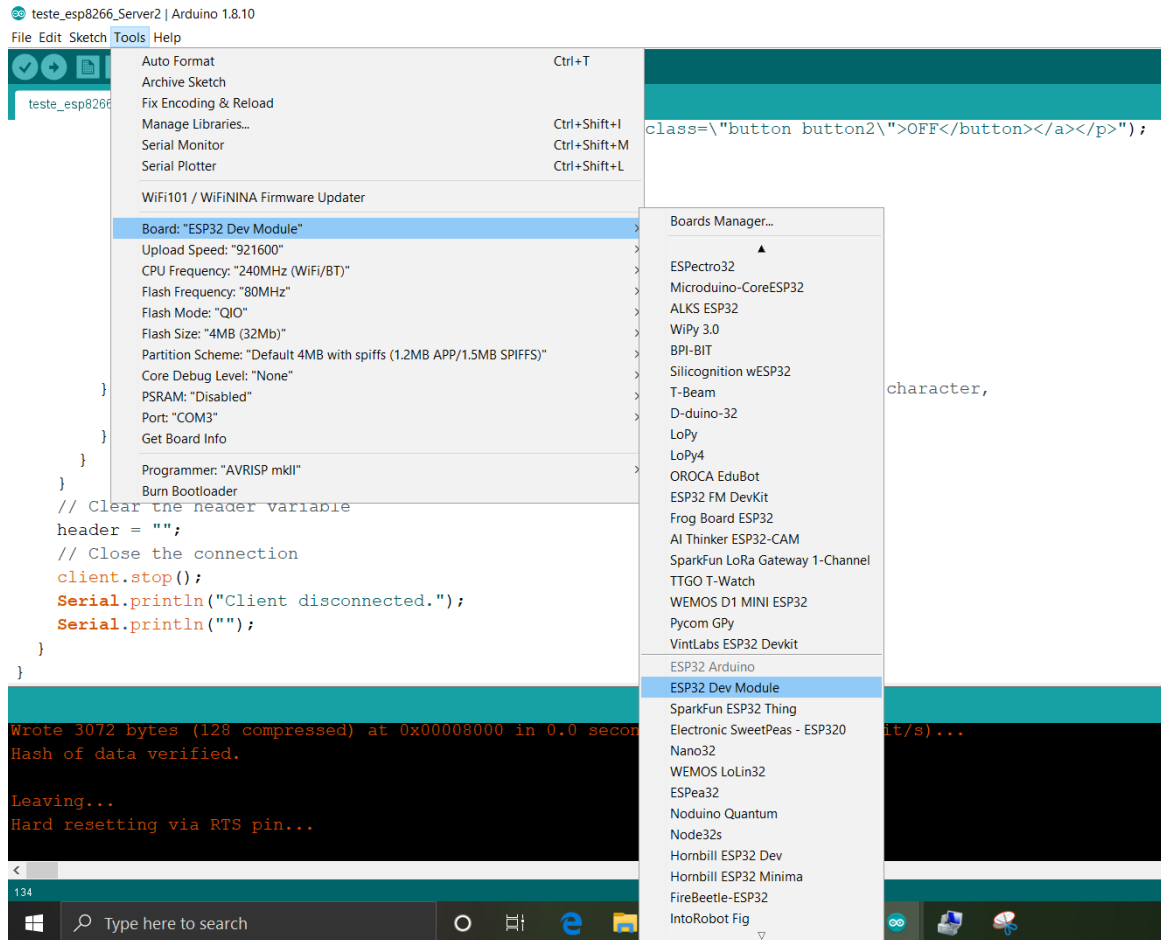 teste_esp8266_Server2 | Arduino 1.8.10
File Edit Sketch Tools Help
teste_esp8266
Auto Format Ctrl+T
Archive Sketch
Fix Encoding & Reload
Manage Libraries... Ctrl+Shift+I
Serial Monitor Ctrl+Shift+M
Serial Plotter Ctrl+Shift+L
WiFi101 / WiFiNINA Firmware Updater
Board: "ESP32 Dev Module"
Upload Speed: "921600"
CPU Frequency: "240MHz (WiFi/BT)"
Flash Frequency: "80MHz"
Flash Mode: "QIO"
Flash Size: "4MB (32Mb)"
Partition Scheme: "Default 4MB with spiffs (1.2MB APP/1.5MB SPIFFS)"
Core Debug Level: "None"
PSRAM: "Disabled"
Port: "COM3"
Get Board Info
Programmer: "AVRISP mkII"
Burn Bootloader
Boards Manager...
ESPectro32
Microduino-CoreESP32
ALKS ESP32
WiPy 3.0
BPI-BIT
Silicognition wESP32
T-Beam
D-duino-32
LoPy
LoPy4
OROCA EduBot
ESP32 FM DevKit
Frog Board ESP32
AI Thinker ESP32-CAM
SparkFun LoRa Gateway 1-Channel
TTGO T-Watch
WEMOS D1 MINI ESP32
Pycom GPy
VintLabs ESP32 Devkit
ESP32 Arduino
ESP32 Dev Module
SparkFun ESP32 Thing
Electronic SweetPeas - ESP320
Nano32
WEMOS LoLin32
ESPea32
Noduino Quantum
Node32s
Hornbill ESP32 Dev
Hornbill ESP32 Minima
FireBeetle-ESP32
IntoRobot Fig
class=\"button button2\">OFF</button></a></p>");
} character,
}
}
}
// Clear the header variable
header = "";
// Close the connection
client.stop();
Serial.println("Client disconnected.");
Serial.println("");
}
}
Wrote 3072 bytes (128 compressed) at 0x00008000 in 0.0 secon it/s)...
Hash of data verified.
Leaving...
Hard resetting via RTS pin...
134
Type here to search